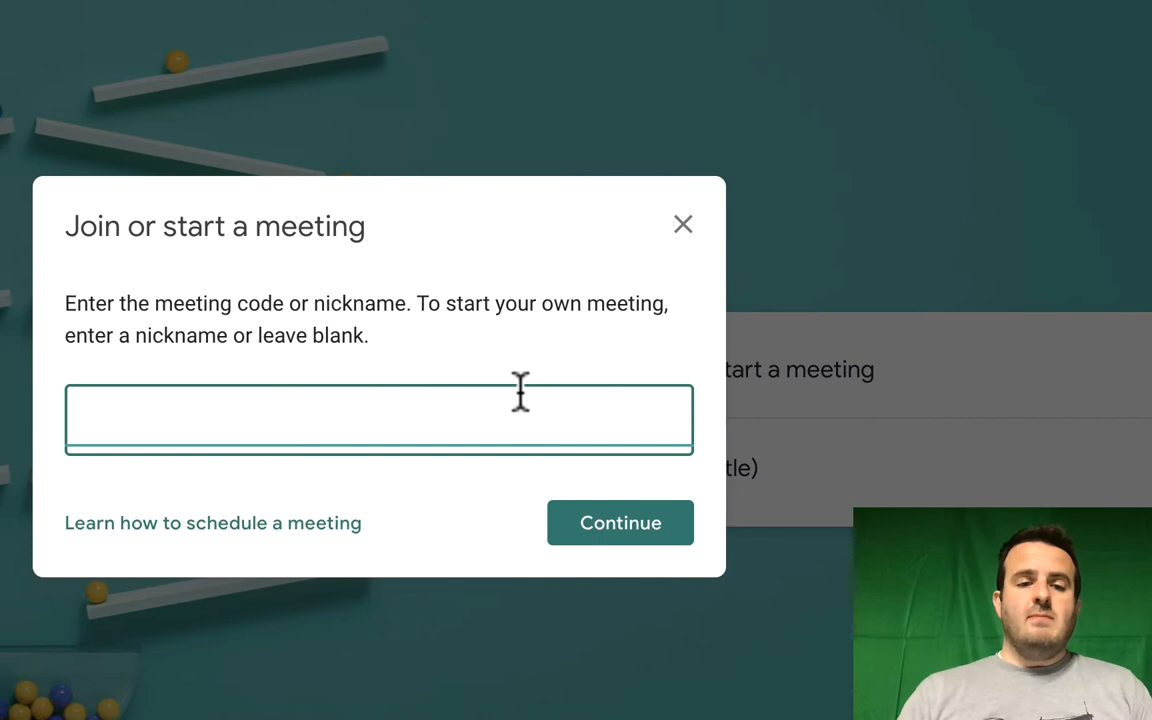 Join or start a meeting
Enter the meeting code or nickname. To start your own meeting,
enter a nickname or leave blank.
tart a meeting
tle)
Learn how to schedule a meeting
Continue